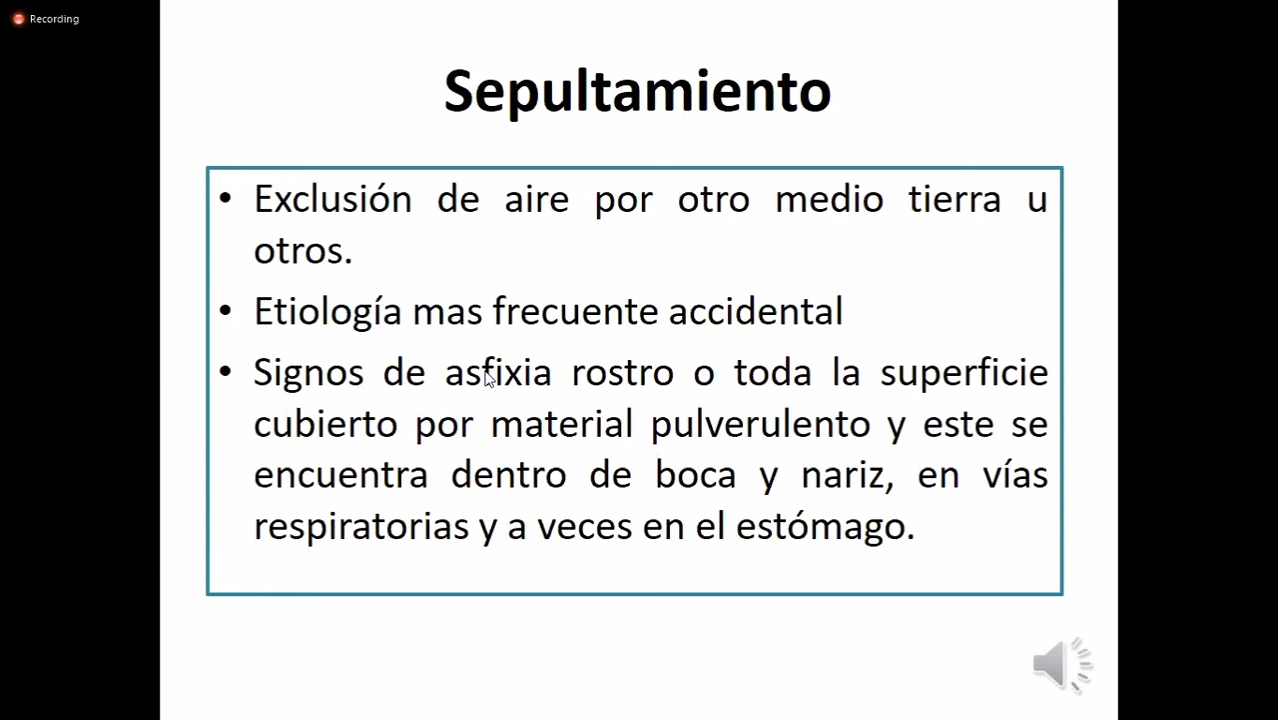 Recording
Sepultamiento
• Exclusión de aire por otro medio tierra u
otros.
• Etiología mas frecuente accidental
• Signos de asfixia rostro o toda la superficie
cubierto por material pulverulento y este se
encuentra dentro de boca y nariz, en vías
respiratorias y a veces en el estómago.